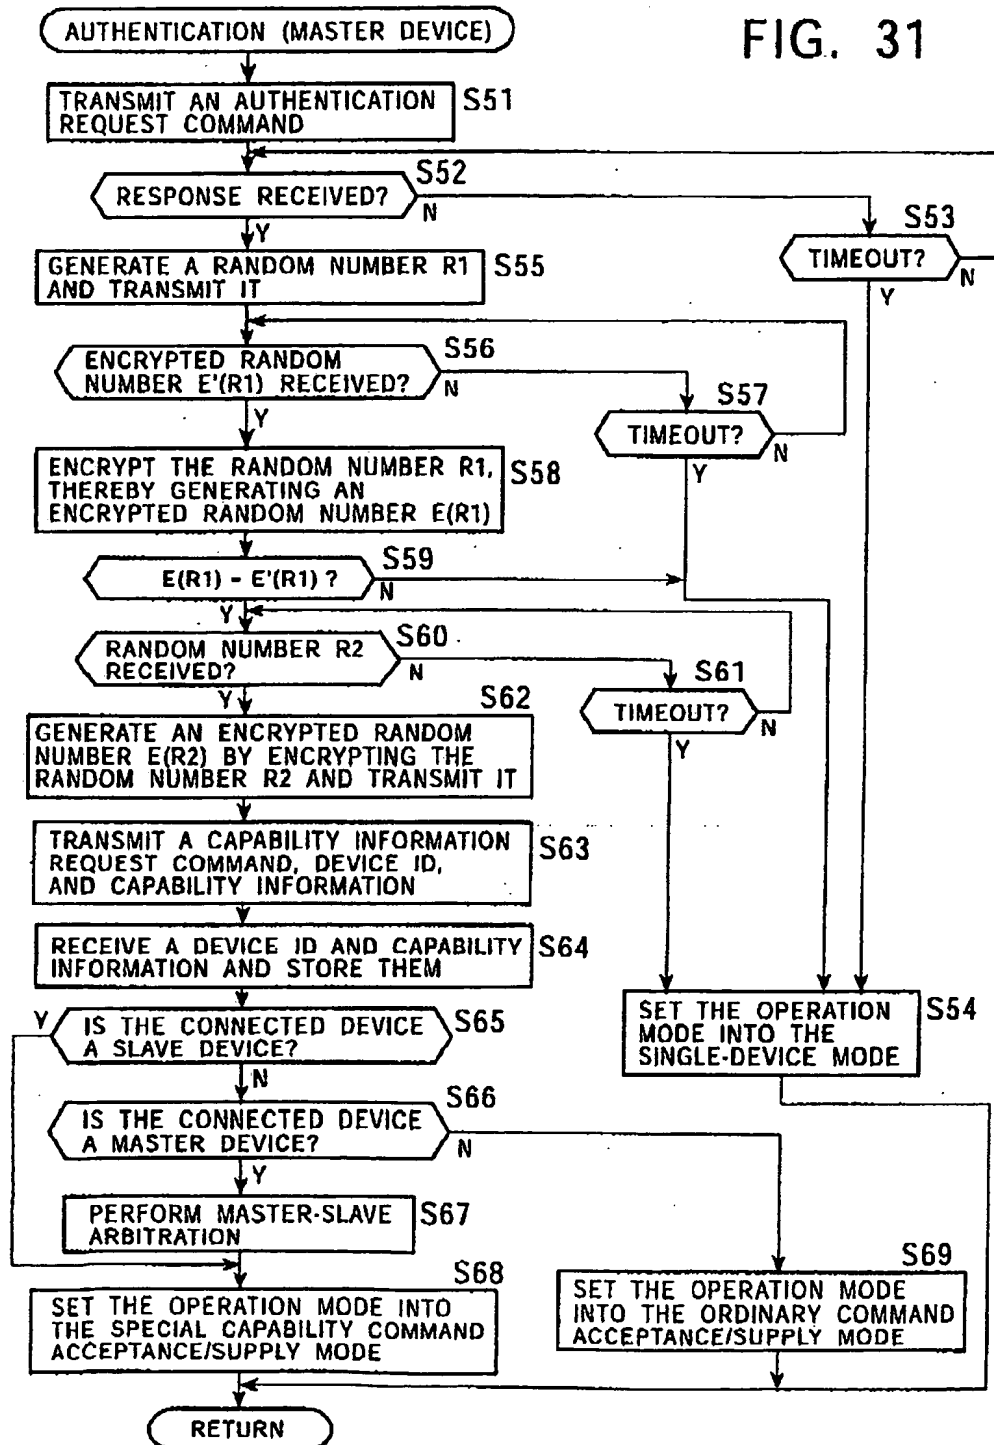 FIG. 31
AUTHENTICATION (MASTER DEVICE)
TRANSMIT AN AUTHENTICATION
REQUEST COMMAND
S51
RESPONSE RECEIVED?
S52
N
Y
TIMEOUT?
S53
N
Y
GENERATE A RANDOM NUMBER R1
AND TRANSMIT IT
S55
ENCRYPTED RANDOM
NUMBER E'(R1) RECEIVED?
S56
N
Y
TIMEOUT?
S57
N
Y
ENCRYPT THE RANDOM NUMBER R1,
THEREBY GENERATING AN
ENCRYPTED RANDOM NUMBER E(R1)
S58
E(R1) - E'(R1) ?
S59
N
Y
RANDOM NUMBER R2
RECEIVED?
S60
N
Y
TIMEOUT?
S61
N
Y
S62
GENERATE AN ENCRYPTED RANDOM
NUMBER E(R2) BY ENCRYPTING THE
RANDOM NUMBER R2 AND TRANSMIT IT
TRANSMIT A CAPABILITY INFORMATION
REQUEST COMMAND, DEVICE ID,
AND CAPABILITY INFORMATION
S63
RECEIVE A DEVICE ID AND CAPABILITY
INFORMATION AND STORE THEM
S64
SET THE OPERATION
MODE INTO THE
SINGLE-DEVICE MODE
S54
Y
IS THE CONNECTED DEVICE
A SLAVE DEVICE?
S65
N
IS THE CONNECTED DEVICE
A MASTER DEVICE?
S66
N
Y
PERFORM MASTER-SLAVE
ARBITRATION
S67
S68
SET THE OPERATION MODE INTO
THE SPECIAL CAPABILITY COMMAND
ACCEPTANCE/SUPPLY MODE
S69
SET THE OPERATION MODE
INTO THE ORDINARY COMMAND
ACCEPTANCE/SUPPLY MODE
RETURN